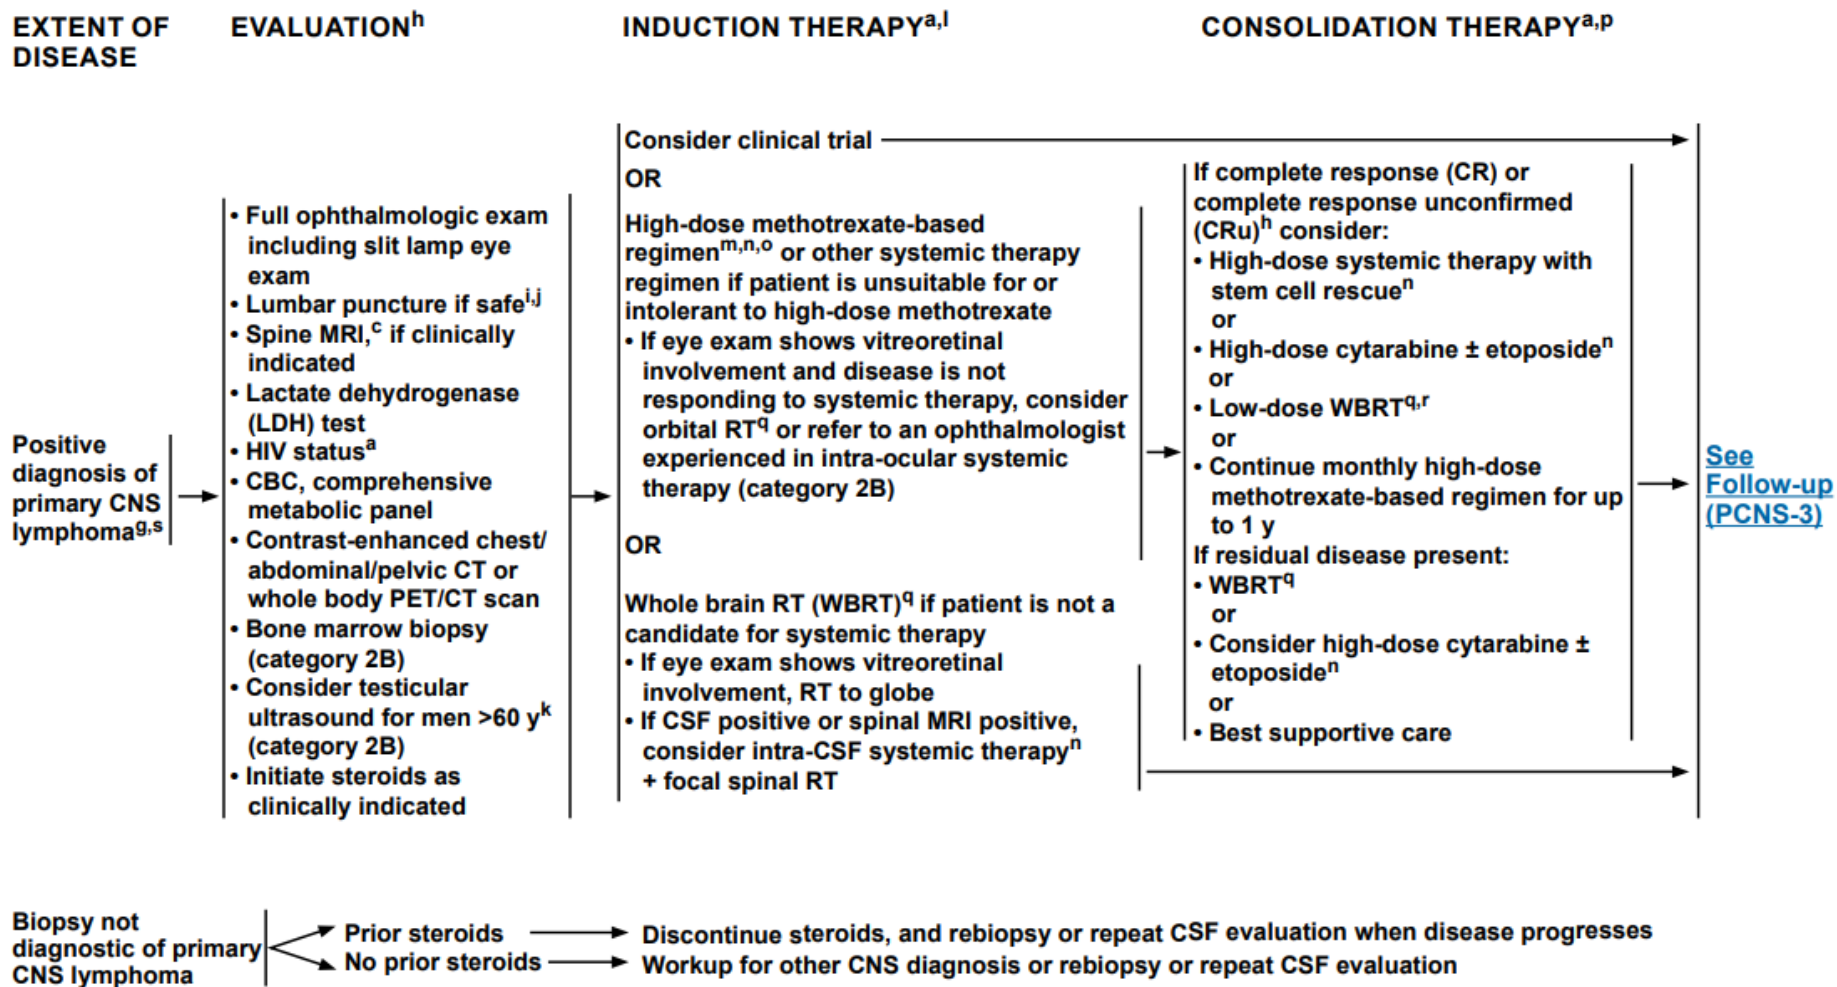 EXTENT OF
DISEASE
EVALUATIONh
INDUCTION THERAPYa,l
CONSOLIDATION THERAPYa,p
Positive
diagnosis of
primary CNS
lymphomag,s
• Full ophthalmologic exam
including slit lamp eye
exam
• Lumbar puncture if safei,j
• Spine MRI,c if clinically
indicated
• Lactate dehydrogenase
(LDH) test
• HIV statusa
• CBC, comprehensive
metabolic panel
• Contrast-enhanced chest/
abdominal/pelvic CT or
whole body PET/CT scan
• Bone marrow biopsy
(category 2B)
• Consider testicular
ultrasound for men >60 yk
(category 2B)
• Initiate steroids as
clinically indicated
Consider clinical trial
OR
High-dose methotrexate-based
regimenm,n,o or other systemic therapy
regimen if patient is unsuitable for or
intolerant to high-dose methotrexate
• If eye exam shows vitreoretinal
involvement and disease is not
responding to systemic therapy, consider
orbital RTq or refer to an ophthalmologist
experienced in intra-ocular systemic
therapy (category 2B)
OR
Whole brain RT (WBRT)q if patient is not a
candidate for systemic therapy
• If eye exam shows vitreoretinal
involvement, RT to globe
• If CSF positive or spinal MRI positive,
consider intra-CSF systemic therapyn
+ focal spinal RT
If complete response (CR) or
complete response unconfirmed
(CRu)h consider:
• High-dose systemic therapy with
stem cell rescuen
or
• High-dose cytarabine ± etoposiden
or
• Low-dose WBRTq,r
or
• Continue monthly high-dose
methotrexate-based regimen for up
to 1 y
If residual disease present:
• WBRTq
or
• Consider high-dose cytarabine ±
etoposiden
or
• Best supportive care
See
Follow-up
(PCNS-3)
Biopsy not
diagnostic of primary
CNS lymphoma
Prior steroids
Discontinue steroids, and rebiopsy or repeat CSF evaluation when disease progresses
No prior steroids
Workup for other CNS diagnosis or rebiopsy or repeat CSF evaluation